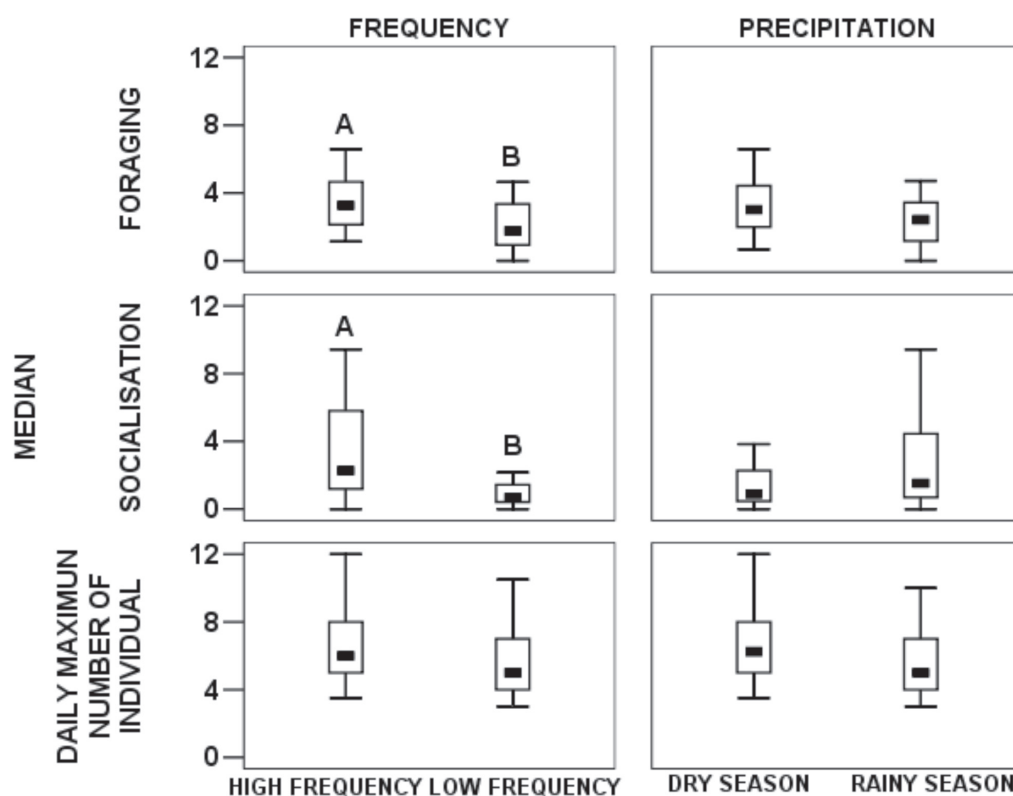 FREQUENCY
PRECIPITATION
MEDIAN
FORAGING
12
8
4
0
A
B
SOCIALISATION
12
8
4
0
A
B
DAILY MAXIMUN
NUMBER OF
INDIVIDUAL
12
8
4
0
HIGH FREQUENCY
LOW FREQUENCY
DRY SEASON
RAINY SEASON